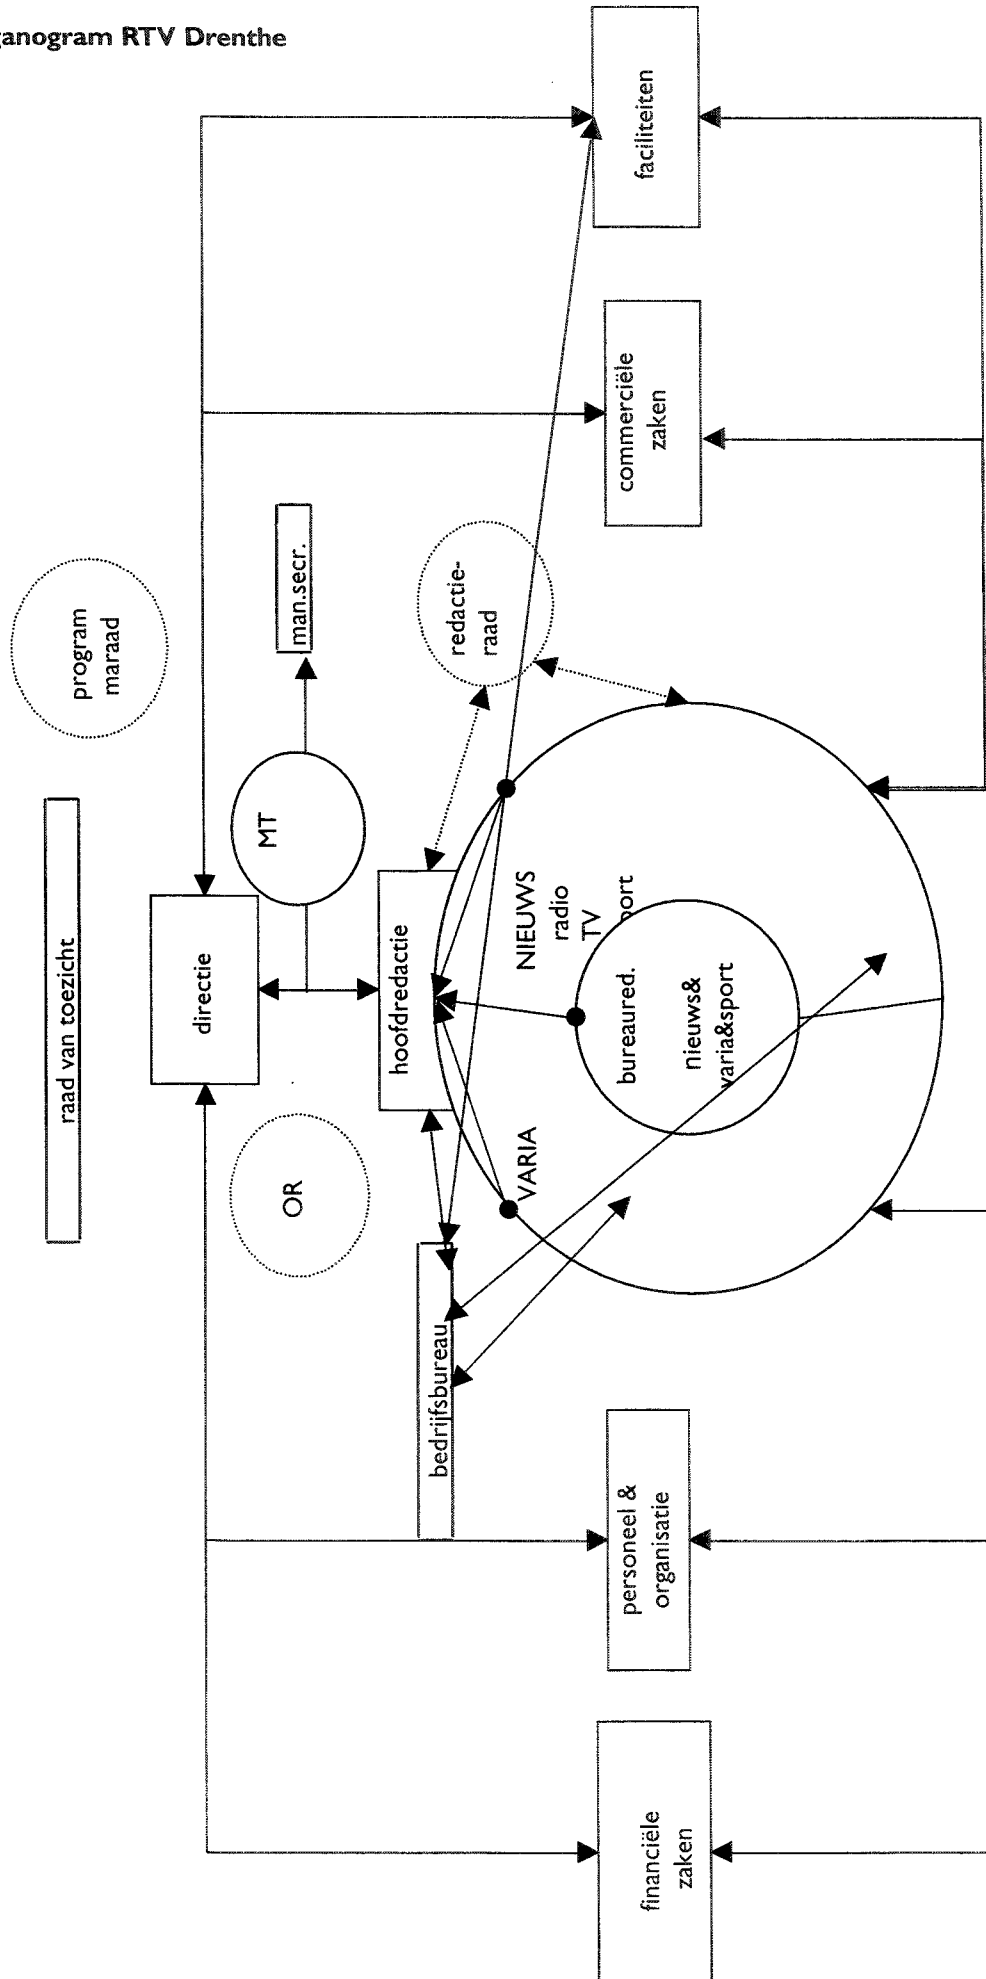 ganogram RTV Drenthe
raad van toezicht
program
maraad
directie
OR
MT
man.secr.
hoofdredactie
redactie-
raad
bedrijfsbureau
VARIA
NIEUWS
radio
TV
port
bureaured.
nieuws&
varia&sport
financiële
zaken
personeel &
organisatie
commerciële
zaken
faciliteiten